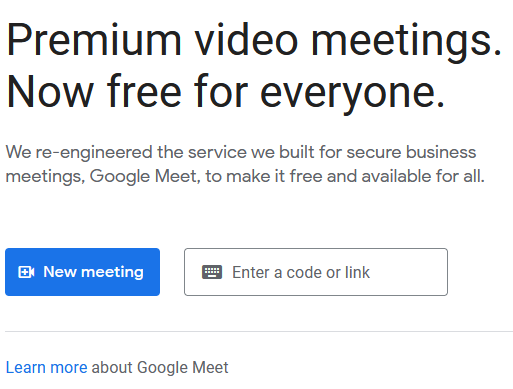 Premium video meetings.
Now free for everyone.
We re-engineered the service we built for secure business
meetings, Google Meet, to make it free and available for all.
New meeting
Enter a code or link
Learn more about Google Meet